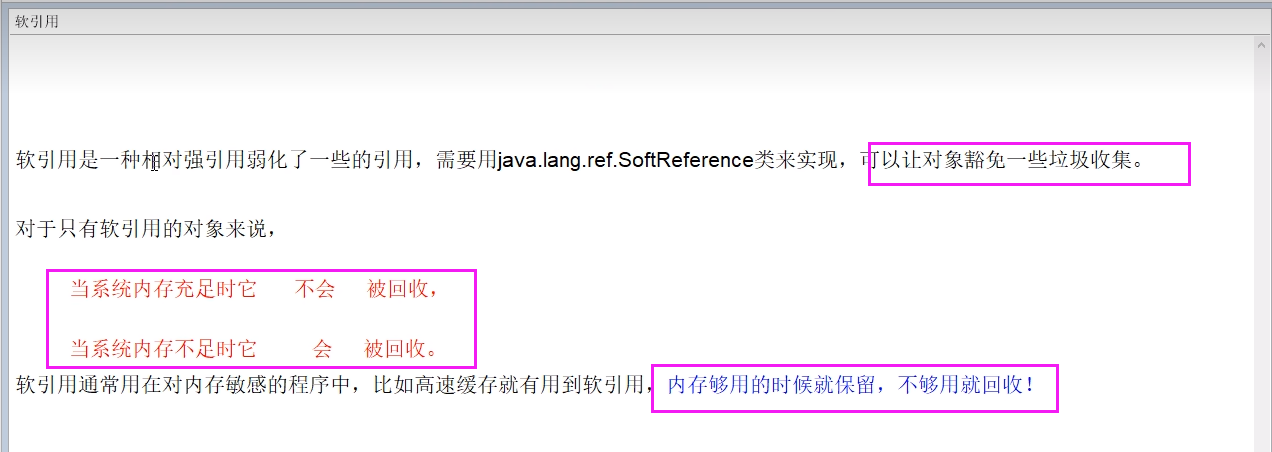 软引用
软引用是一种相对强引用弱化了一些的引用，需要用java.lang.ref.SoftReference类来实现，可以让对象豁免一些垃圾收集。
对于只有软引用的对象来说，
当系统内存充足时它 不会 被回收，
当系统内存不足时它 会 被回收。
软引用通常用在对内存敏感的程序中，比如高速缓存就有用到软引用，内存够用的时候就保留，不够用就回收！